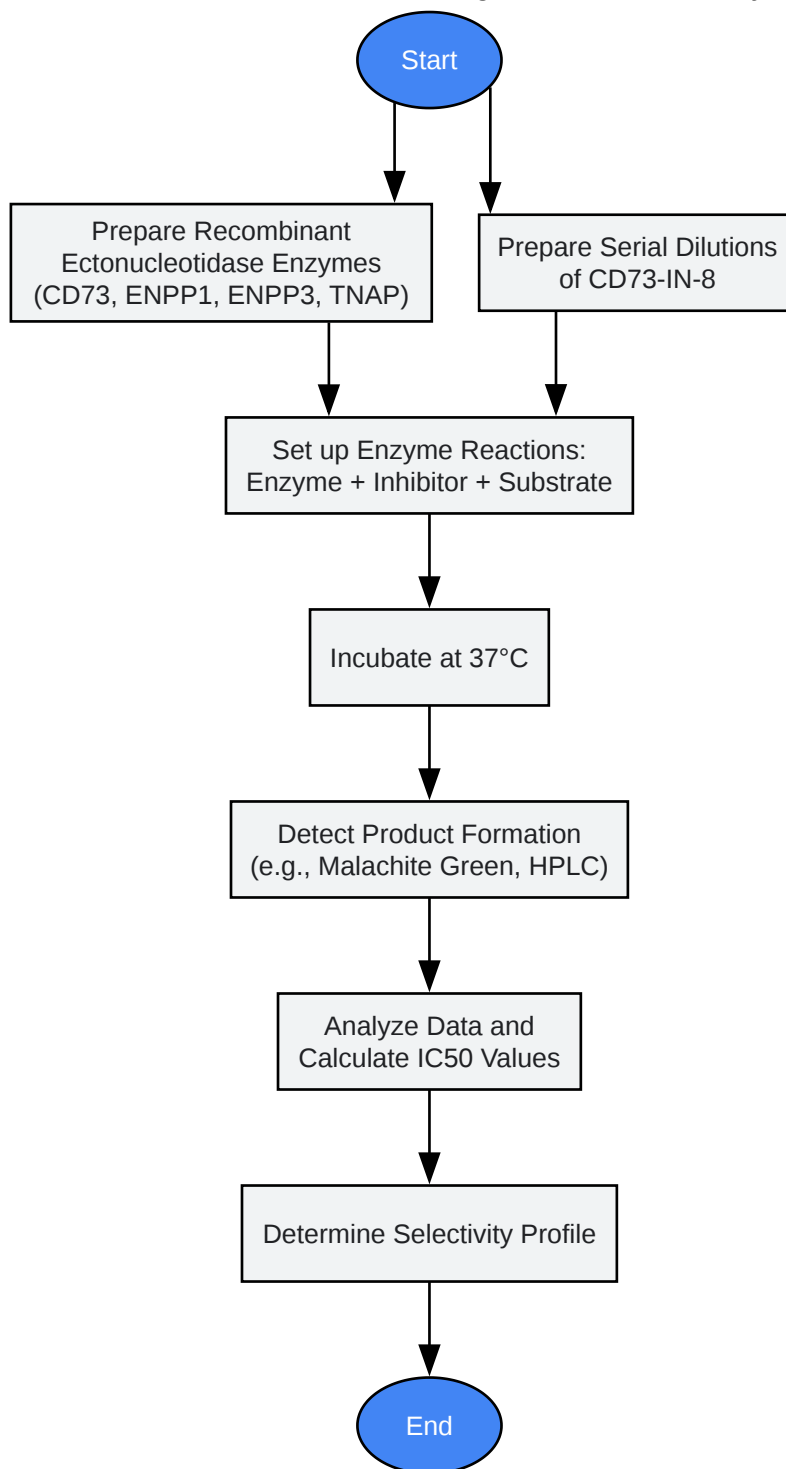 Start
Prepare Recombinant
Ectonucleotidase Enzymes
(CD73, ENPP1, ENPP3, TNAP)
Prepare Serial Dilutions
of CD73-IN-8
Set up Enzyme Reactions:
Enzyme + Inhibitor + Substrate
Incubate at 37°C
Detect Product Formation
(e.g., Malachite Green, HPLC)
Analyze Data and
Calculate IC50 Values
Determine Selectivity Profile
End